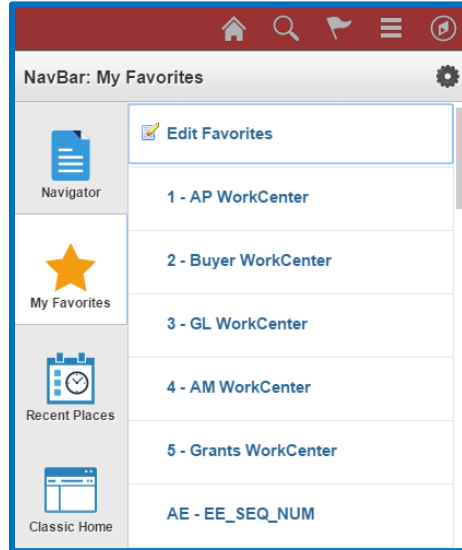 NavBar: My Favorites
Navigator
My Favorites
Recent Places
Classic Home
Edit Favorites
1 - AP WorkCenter
2 - Buyer WorkCenter
3 - GL WorkCenter
4 - AM WorkCenter
5 - Grants WorkCenter
AE - EE_SEQ_NUM